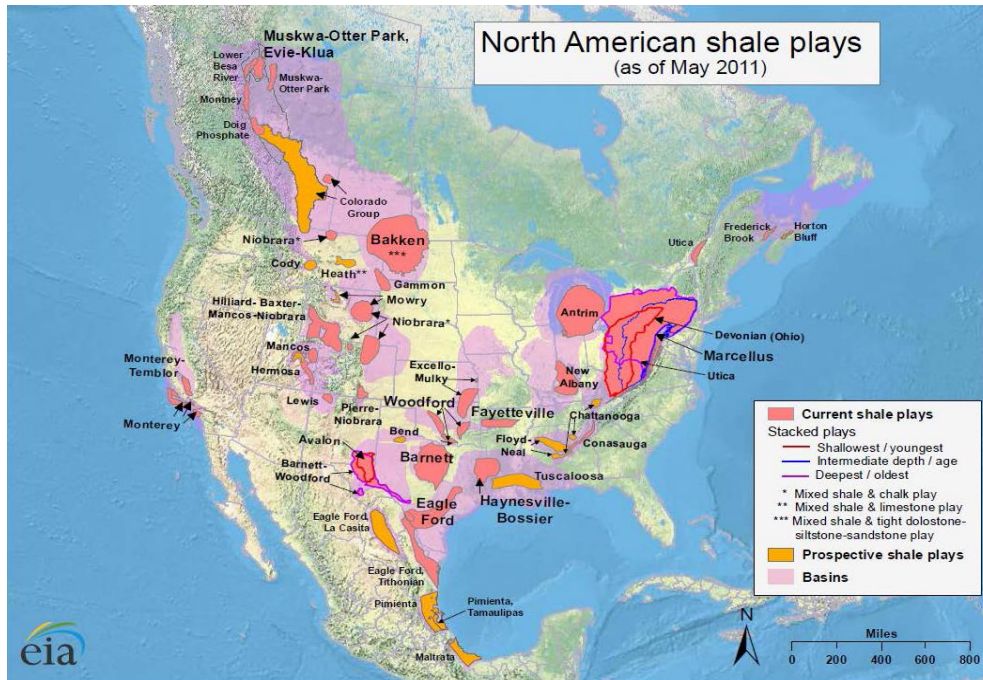 North American shale plays
(as of May 2011)
Muskwa-Otter Park,
Evie-Klua
Lower
Besa
River
Muskwa-
Otter Park
Montney
Doig
Phosphate
Colorado
Group
Niobrara*
Bakken
***
Cody
Heath**
Gammon
Mowry
Hilliard-Baxter-
Mancos-Niobrara
Niobrara*
Antrim
Utica
Frederick
Brook
Horton
Bluff
Devonian (Ohio)
Marcellus
Utica
Mancos
Hermosa
Monterey-
Temblor
Monterey
Lewis
Pierre-
Niobrara
Excello-
Mulky
New
Albany
Woodford
Fayetteville
Chattanooga
Bend
Floyd-
Neal
Conasauga
Avalon
Barnett
Tuscaloosa
Barnett-
Woodford
Haynesville-
Bossier
Eagle
Ford
Eagle Ford,
La Casita
Eagle Ford,
Tithonian
Pimienta
Pimienta,
Tamaulipas
Maltrata
Current shale plays
Stacked plays
Shallowest / youngest
Intermediate depth / age
Deepest / oldest
* Mixed shale & chalk play
** Mixed shale & limestone play
*** Mixed shale & tight dolostone-
siltstone-sandstone play
Prospective shale plays
Basins
N
Miles
0 200 400 600 800
eia